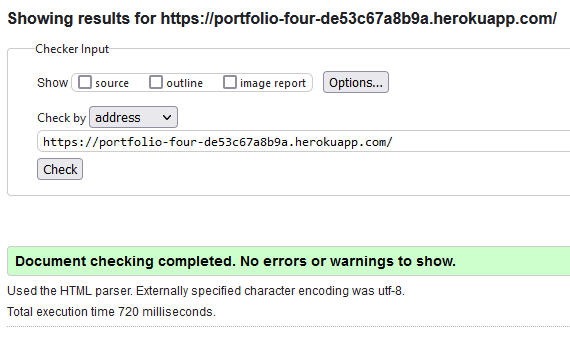 Showing results for https://portfolio-four-de53c67a8b9a.herokuapp.com/
Checker Input
Show source outline image report Options...
Check by address
https://portfolio-four-de53c67a8b9a.herokuapp.com/
Check
Document checking completed. No errors or warnings to show.
Used the HTML parser. Externally specified character encoding was utf-8.
Total execution time 720 milliseconds.